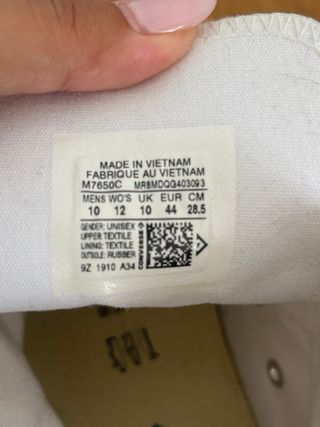 MADE IN VIETNAM
FABRIQUE AU VIETNAM
M7650C MR8MDQG403093
MENS WO'S UK EUR CM
10 12 10 44 28.5
GENDER: UNISEX
UPPER: TEXTILE
LINING: TEXTILE
OUTSOLE: RUBBER
9Z 1910 A34
CONVERSE